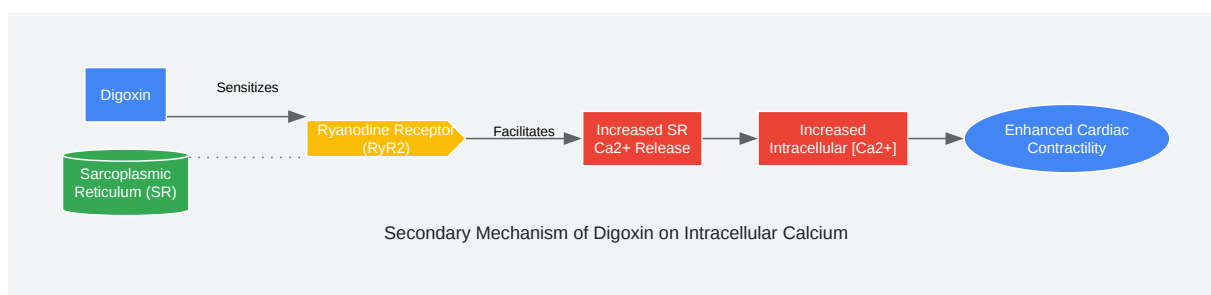 Digoxin
Sensitizes
Ryanodine Receptor
(RyR2)
Facilitates
Increased SR
Ca2+ Release
Increased
Intracellular [Ca2+]
Enhanced Cardiac
Contractility
Sarcoplasmic
Reticulum (SR)
Secondary Mechanism of Digoxin on Intracellular Calcium